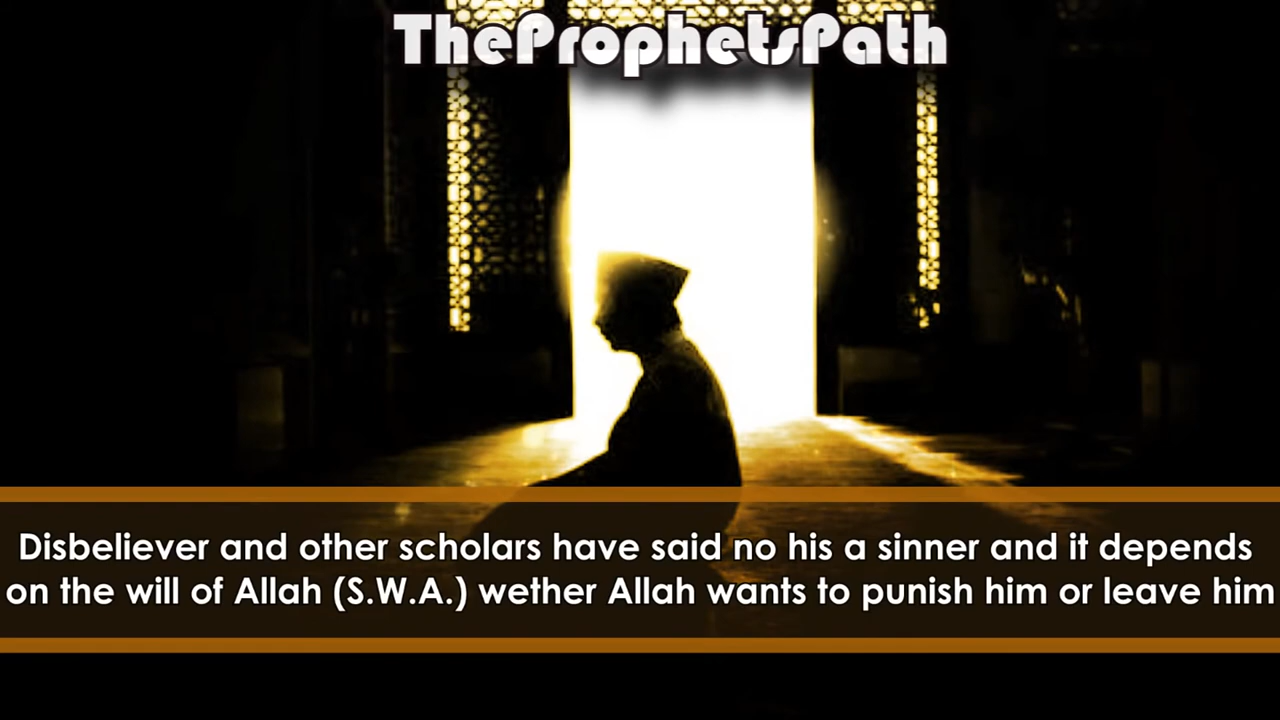 TheProphetsPath
Disbeliever and other scholars have said no his a sinner and it depends
on the will of Allah (S.W.A.) wether Allah wants to punish him or leave him